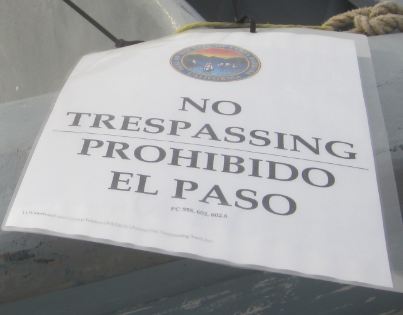 NO
TRESPASSING
PROHIBIDO
EL PASO
PC 555, 602, 602.8